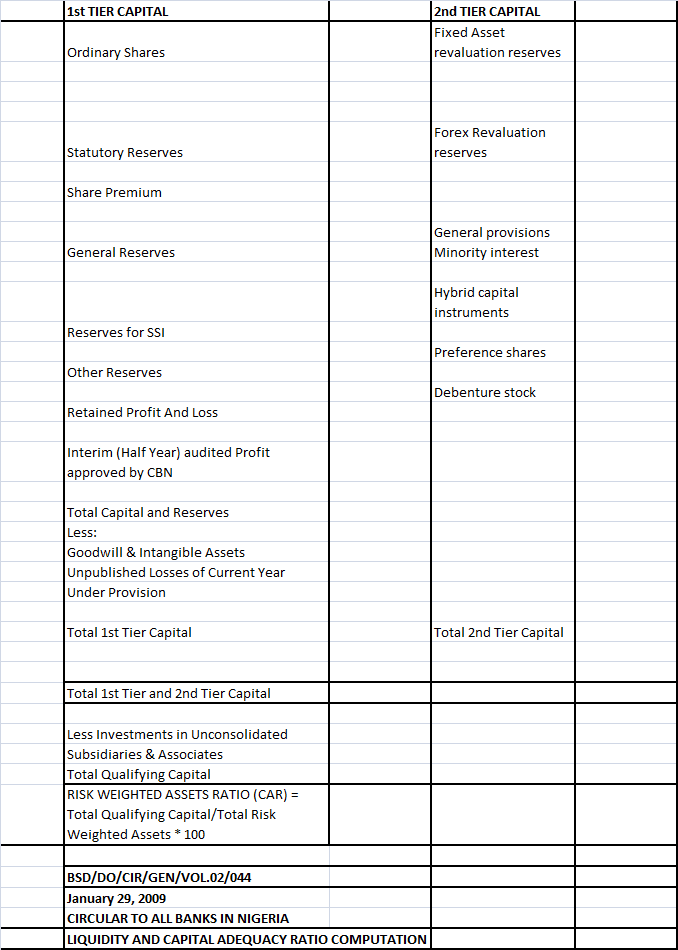 1st TIER CAPITAL 2nd TIER CAPITAL
Fixed Asset
Ordinary Shares revaluation reserves
Forex Revaluation
Statutory Reserves reserves
Share Premium
General provisions
General Reserves Minority interest
Hybrid capital
instruments
Reserves for SSI
Preference shares
Other Reserves
Debenture stock
Retained Profit And Loss
Interim (Half Year) audited Profit
approved by CBN
Total Capital and Reserves
Less:
Goodwill & Intangible Assets
Unpublished Losses of Current Year
Under Provision
Total 1st Tier Capital Total 2nd Tier Capital
Total 1st Tier and 2nd Tier Capital
Less Investments in Unconsolidated
Subsidiaries & Associates
Total Qualifying Capital
RISK WEIGHTED ASSETS RATIO (CAR) =
Total Qualifying Capital/Total Risk
Weighted Assets * 100
BSD/DO/CIR/GEN/VOL.02/044
January 29, 2009
CIRCULAR TO ALL BANKS IN NIGERIA
LIQUIDITY AND CAPITAL ADEQUACY RATIO COMPUTATION